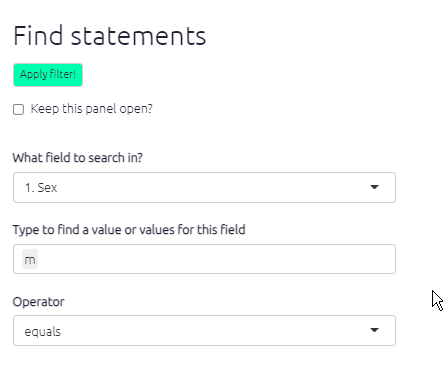 Find statements
Apply filter!
Keep this panel open?
What field to search in?
1. Sex
Type to find a value or values for this field
m
Operator
equals